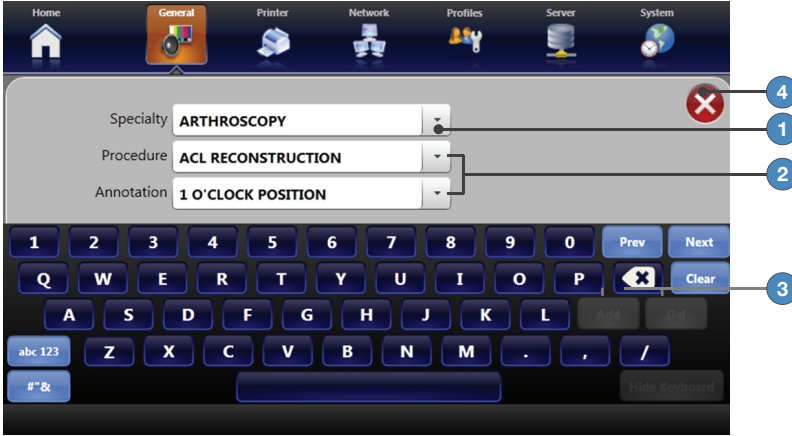 Home General Printer Network Profiles Server System
4
Specialty ARTHROSCOPY
1
Procedure ACL RECONSTRUCTION
2
Annotation 1 O'CLOCK POSITION
1 2 3 4 5 6 7 8 9 0 Prev Next
Q W E R T Y U I O P Clear
3
A S D F G H J K L Add Del
abc 123 Z X C V B N M . , /
#"& Hide Keyboard